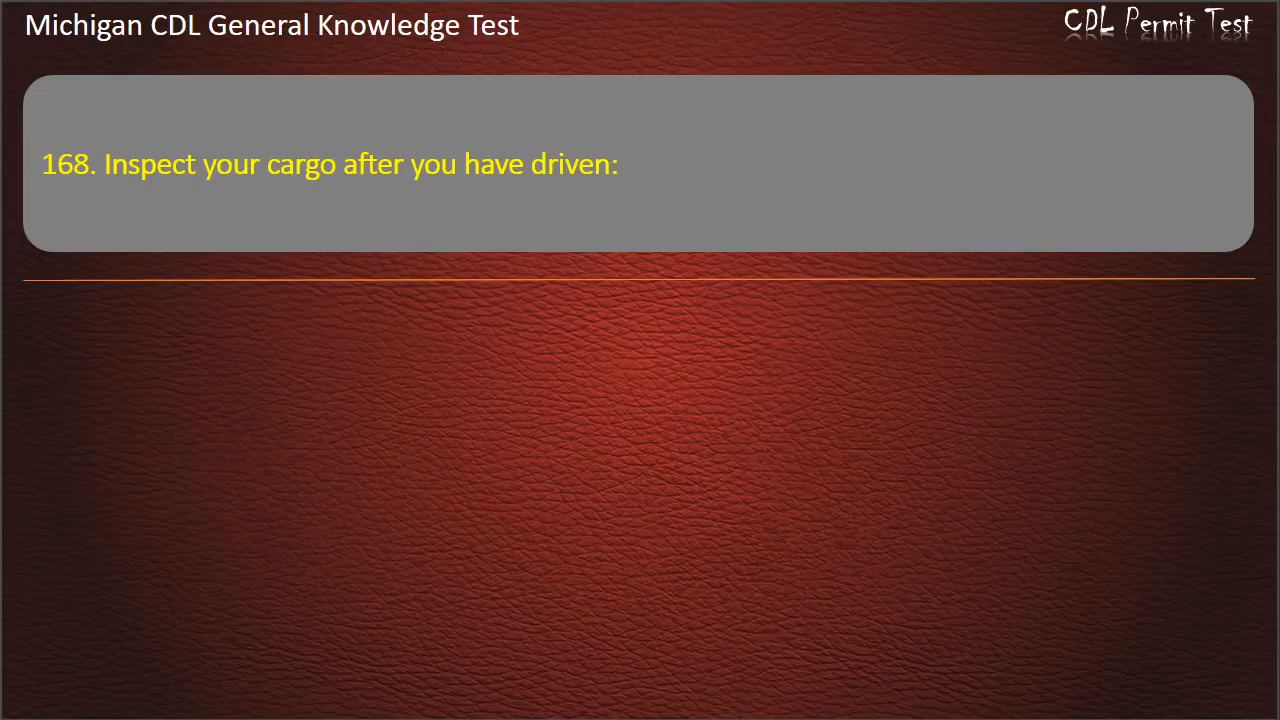 Michigan CDL General Knowledge Test
CDL Permit Test
168. Inspect your cargo after you have driven: